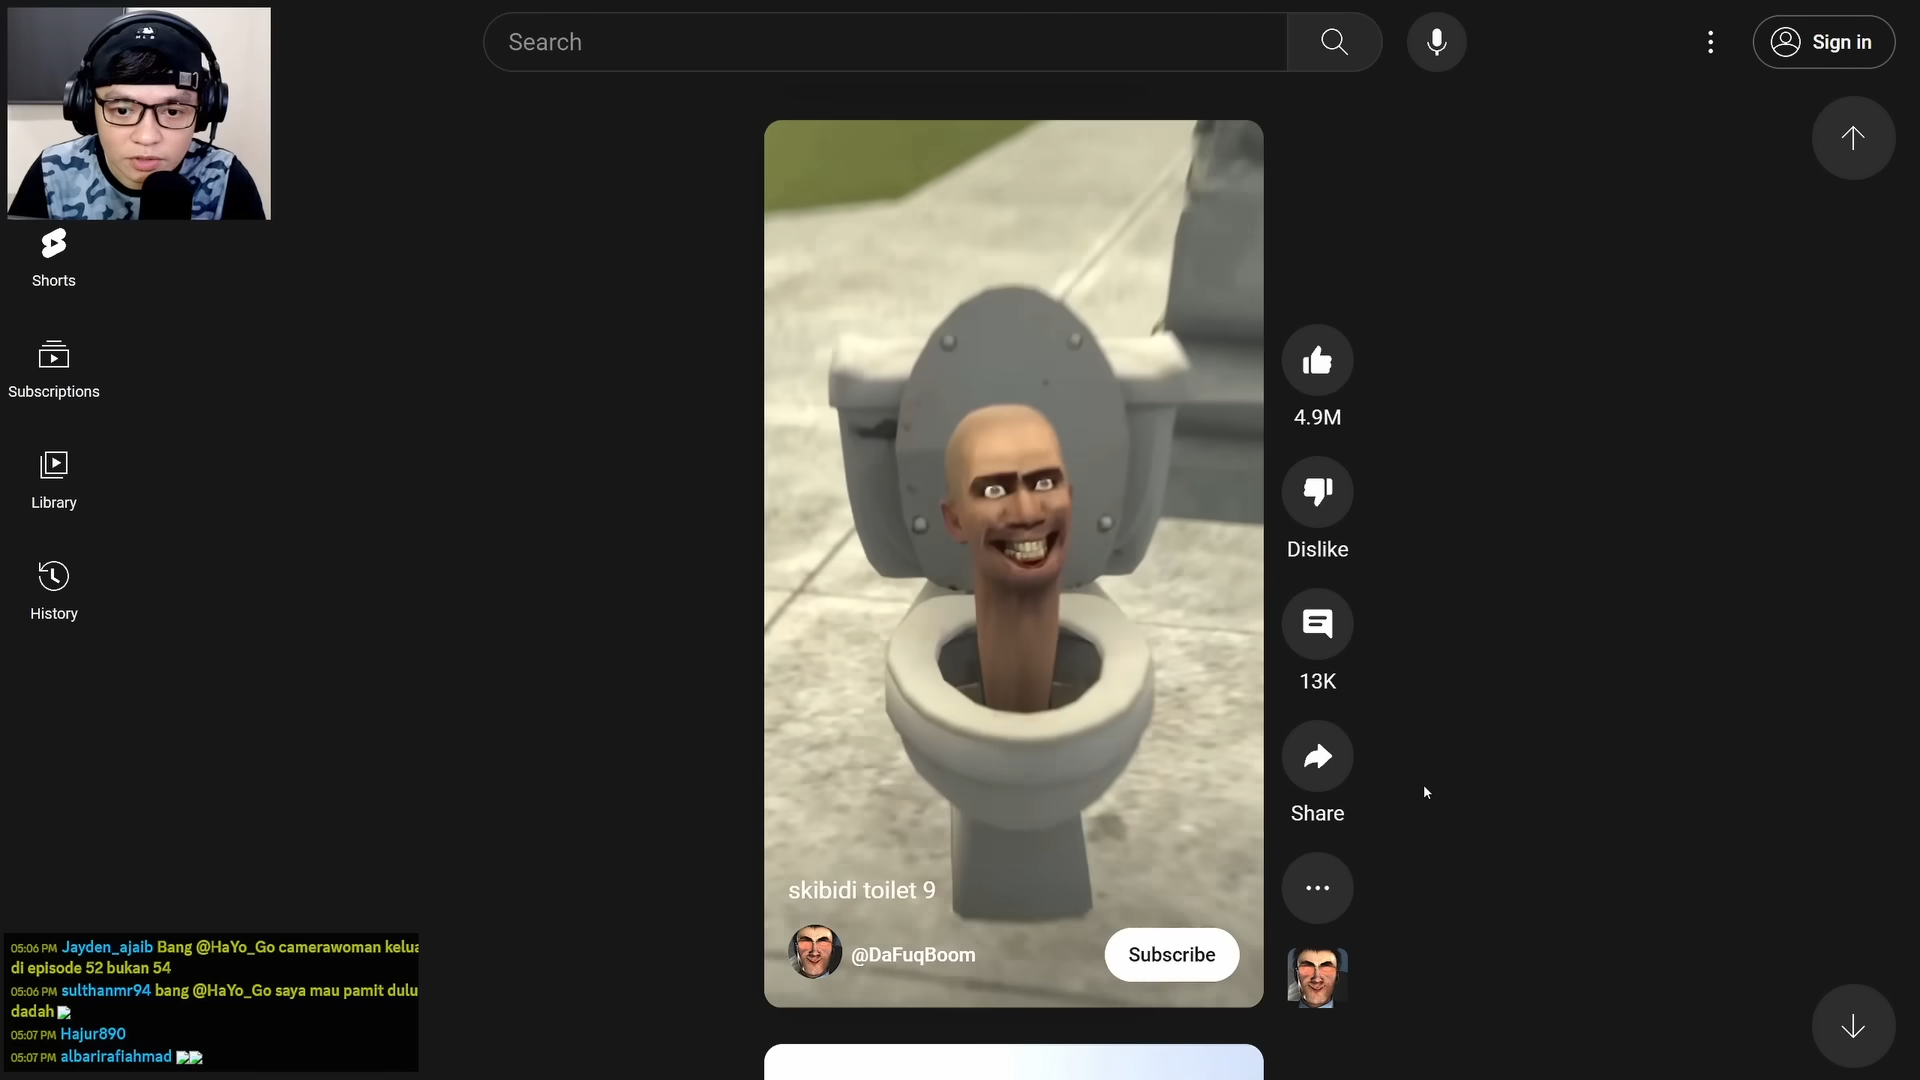 MLB
Search
Sign in
Shorts
Subscriptions
Library
History
4.9M
Dislike
13K
Share
skibidi toilet 9
@DaFuqBoom
Subscribe
05:06 PM Jayden_ajaib Bang @HaYo_Go camerawoman kelua
di episode 52 bukan 54
05:06 PM sulthanmr94 bang @HaYo_Go saya mau pamit dulu
dadah
05:07 PM Hajur890
05:07 PM albarirafiahmad